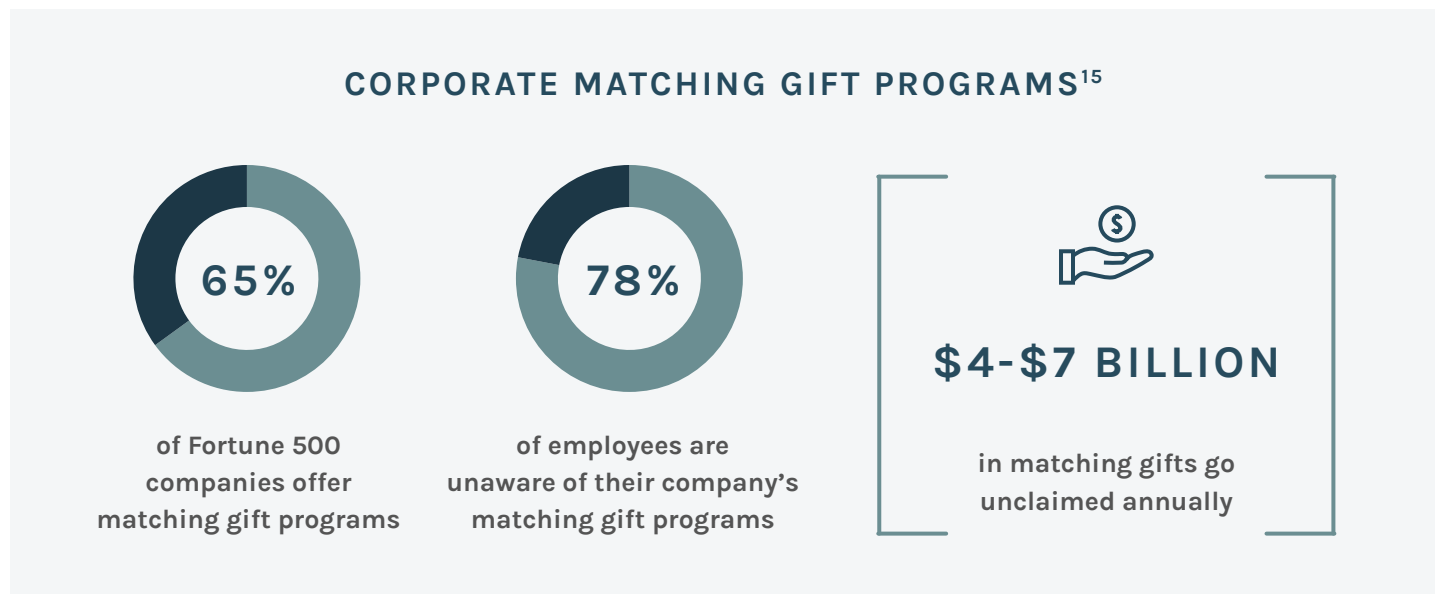 CORPORATE MATCHING GIFT PROGRAMS15
65%
of Fortune 500
companies offer
matching gift programs
78%
of employees are
unaware of their company’s
matching gift programs
$
$4-$7 BILLION
in matching gifts go
unclaimed annually